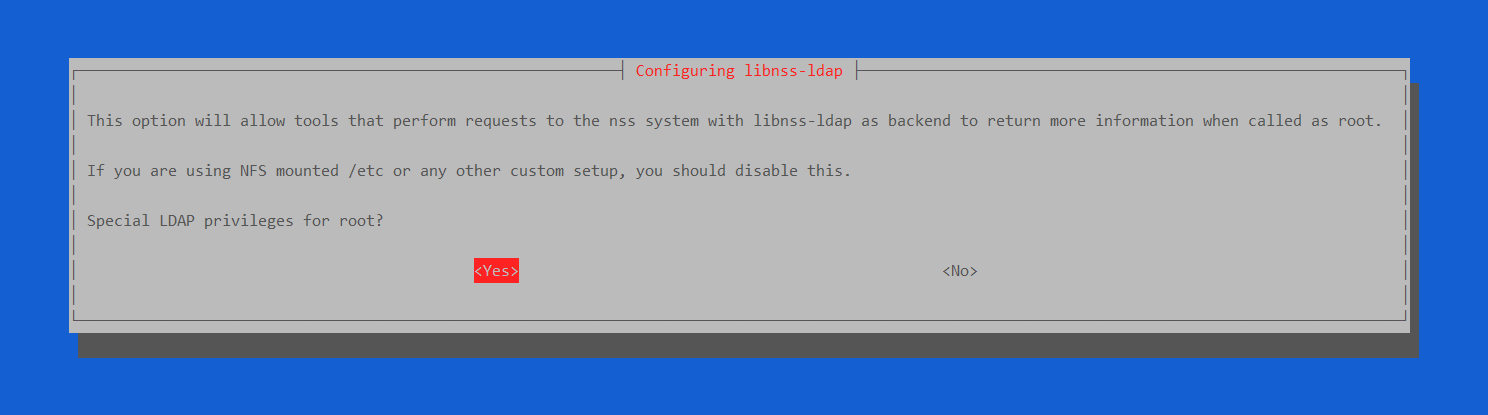 Configuring libnss-ldap
This option will allow tools that perform requests to the nss system with libnss-ldap as backend to return more information when called as root.
If you are using NFS mounted /etc or any other custom setup, you should disable this.
Special LDAP privileges for root?
<Yes> <No>